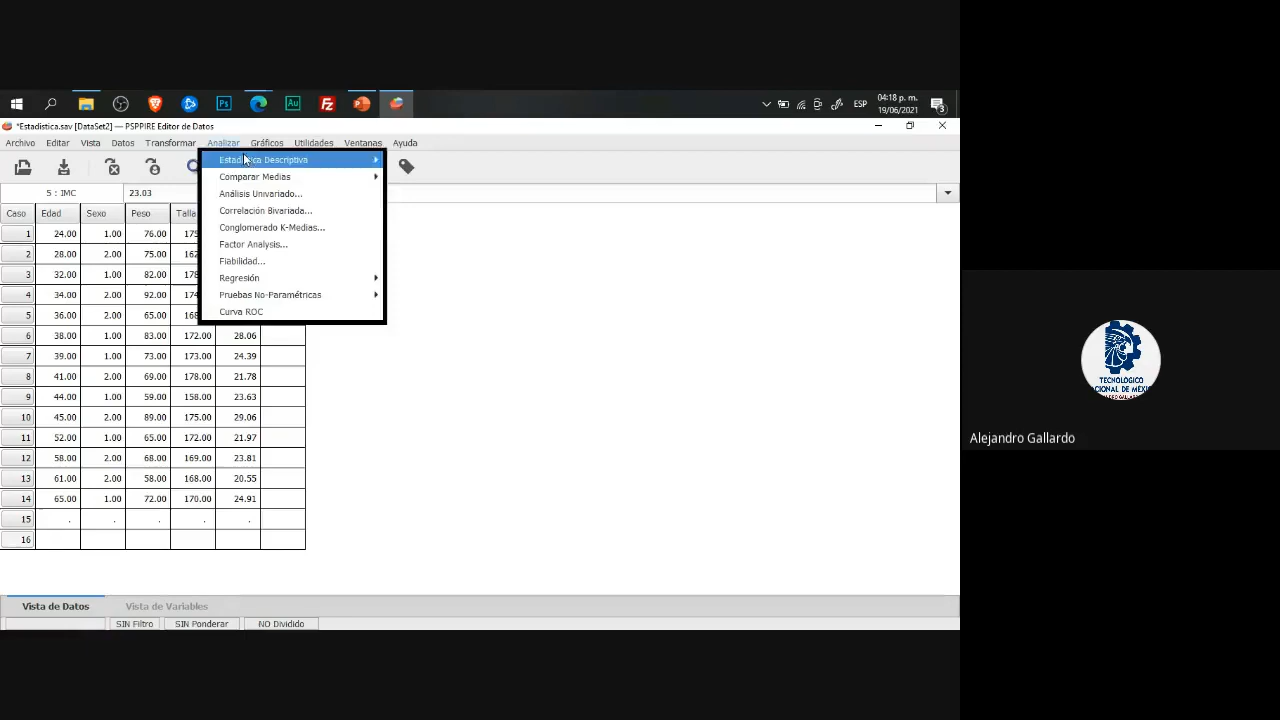 04:18 p. m.
ESP
19/06/2021
3
Ps
Au
Fz
*Estadistica.sav [DataSet2] — PSPPIRE Editor de Datos
Archivo Editar Vista Datos Transformar Analizar Gráficos Utilidades Ventanas Ayuda
Estadística Descriptiva
Comparar Medias
Análisis Univariado...
Correlación Bivariada...
Conglomerado K-Medias...
Factor Analysis...
Fiabilidad...
Regresión
Pruebas No-Paramétricas
Curva ROC
5 : IMC 23.03
Caso Edad Sexo Peso Talla
1 24.00 1.00 76.00
2 28.00 2.00 75.00
3 32.00 1.00 82.00
4 34.00 2.00 92.00
5 36.00 2.00 65.00
6 38.00 1.00 83.00 172.00 28.06
7 39.00 1.00 73.00 173.00 24.39
8 41.00 2.00 69.00 178.00 21.78
9 44.00 1.00 59.00 158.00 23.63
10 45.00 2.00 89.00 175.00 29.06
11 52.00 1.00 65.00 172.00 21.97
12 58.00 2.00 68.00 169.00 23.81
13 61.00 2.00 58.00 168.00 20.55
14 65.00 1.00 72.00 170.00 24.91
15 . . . . .
16
Vista de Datos Vista de Variables
SIN Filtro SIN Ponderar NO Dividido
TECNOLOGICO
Alejandro Gallardo